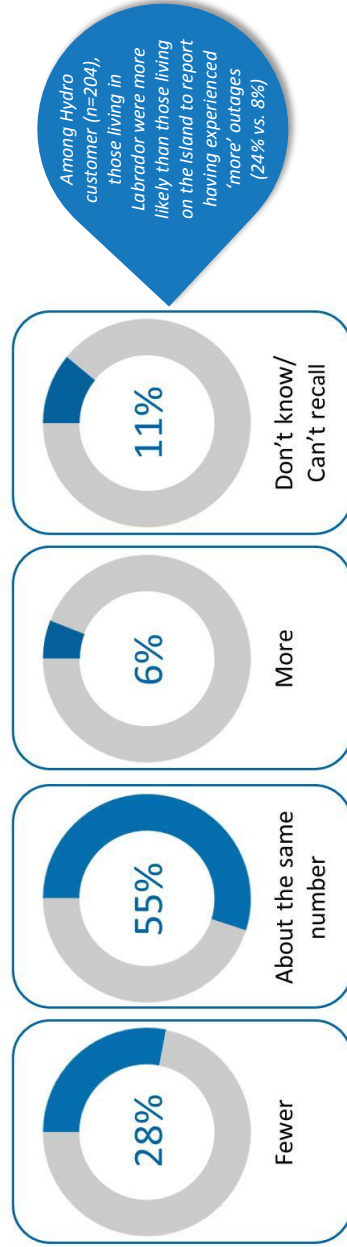 28%
Fewer
55%
About the same
number
6%
More
11%
Don't know/
Can't recall
Among Hydro
customer (n=204),
those living in
Labrador were more
likely than those living
on the Island to report
having experienced
'more' outages
(24% vs. 8%)